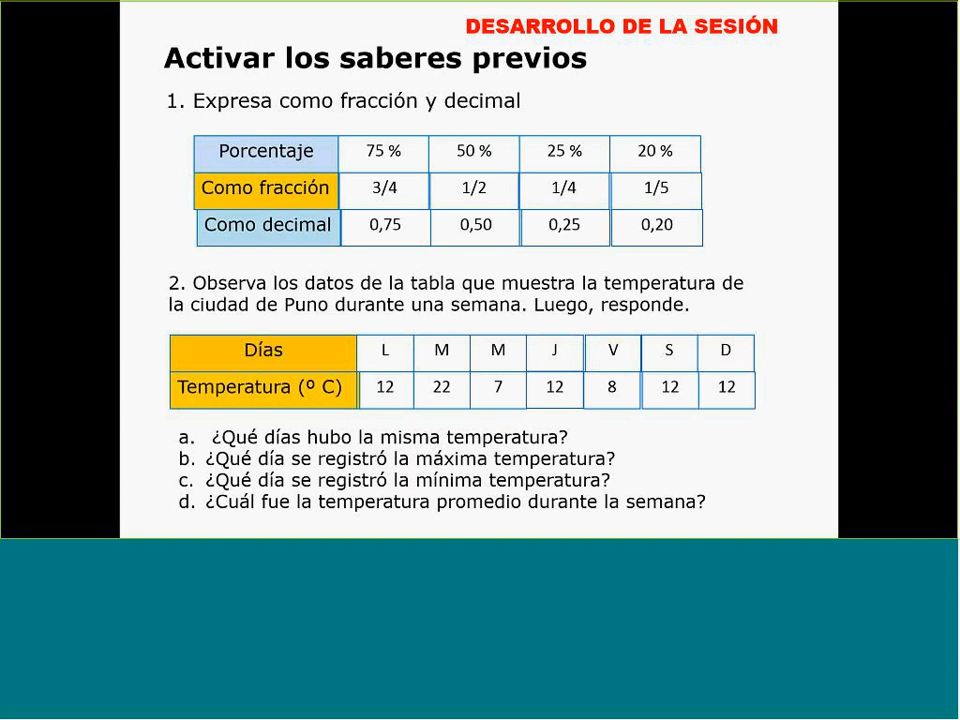 DESARROLLO DE LA SESIÓN
Activar los saberes previos
1. Expresa como fracción y decimal
Porcentaje 75 % 50 % 25 % 20 %
Como fracción 3/4 1/2 1/4 1/5
Como decimal 0,75 0,50 0,25 0,20
2. Observa los datos de la tabla que muestra la temperatura de
la ciudad de Puno durante una semana. Luego, responde.
Días L M M J V S D
Temperatura (º C) 12 22 7 12 8 12 12
a. ¿Qué días hubo la misma temperatura?
b. ¿Qué día se registró la máxima temperatura?
c. ¿Qué día se registró la mínima temperatura?
d. ¿Cuál fue la temperatura promedio durante la semana?